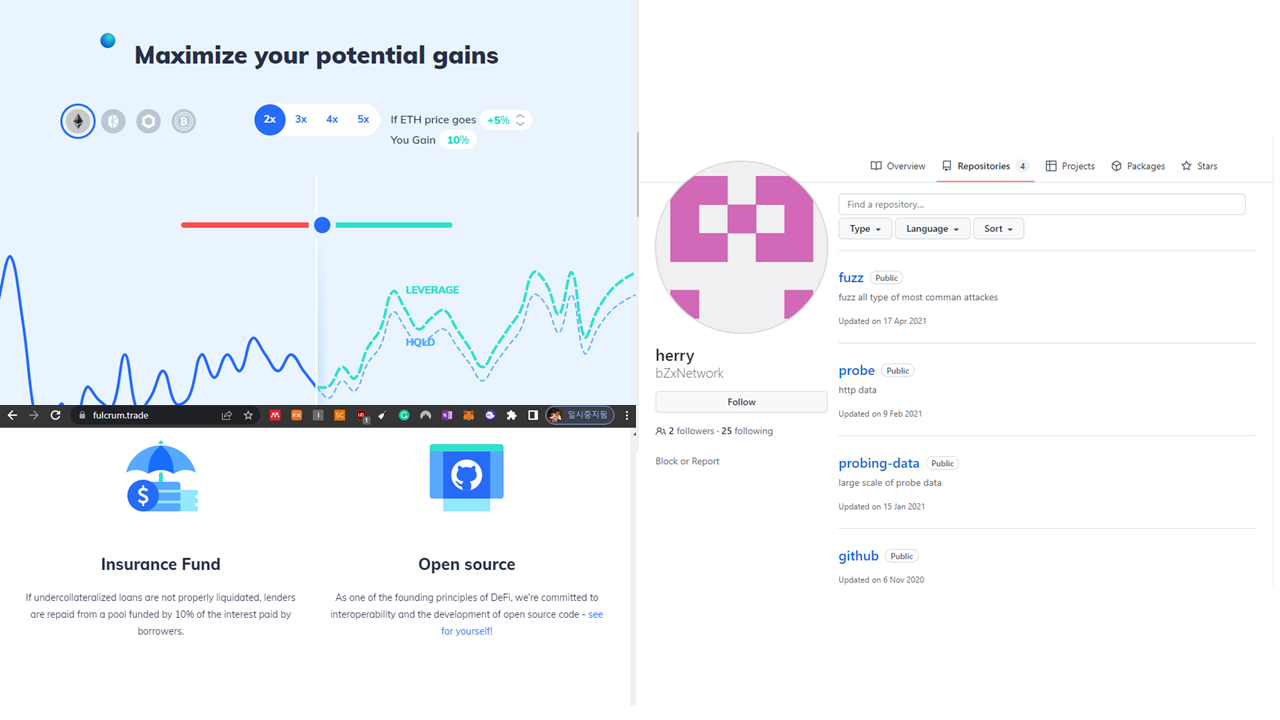 Maximize your potential gains
2x 3x 4x 5x
If ETH price goes +5%
You Gain 10%
LEVERAGE
HOLD
fulcrum.trade
일시중지됨
Insurance Fund
If undercollateralized loans are not properly liquidated, lenders
are repaid from a pool funded by 10% of the interest paid by
borrowers.
Open source
As one of the founding principles of DeFi, we're committed to
interoperability and the development of open source code - see
for yourself!
Overview Repositories 4 Projects Packages Stars
herry
bZxNetwork
Follow
2 followers · 25 following
Block or Report
Find a repository...
Type Language Sort
fuzz Public
fuzz all type of most comman attackes
Updated on 17 Apr 2021
probe Public
http data
Updated on 9 Feb 2021
probing-data Public
large scale of probe data
Updated on 15 Jan 2021
github Public
Updated on 6 Nov 2020